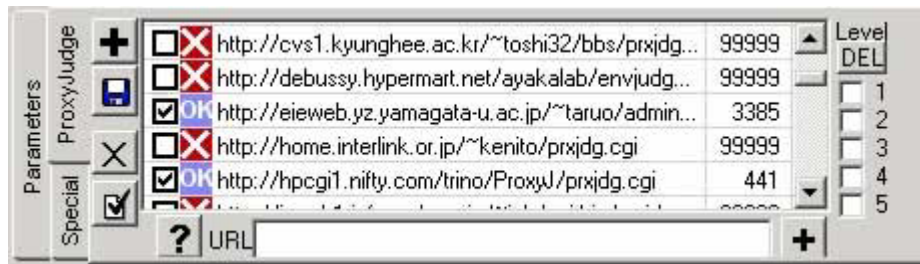 Parameters
ProxyJudge
Special
http://cvs1.kyunghee.ac.kr/~toshi32/bbs/prxjdg... 99999
http://debussy.hypermart.net/ayakalab/envjudg... 99999
OK http://eieweb.yz.yamagata-u.ac.jp/~taruo/admin... 3385
http://home.interlink.or.jp/~kenito/prxjdg.cgi 99999
OK http://hpcgi1.nifty.com/trino/ProxyJ/prxjdg.cgi 441
? URL
Level
DEL
1
2
3
4
5